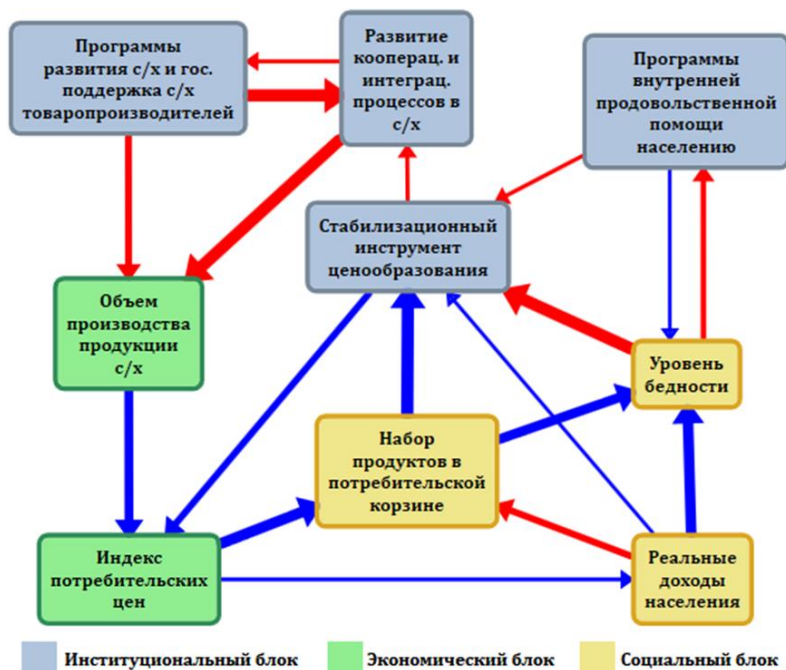 Программы
развития с/х и гос.
поддержка с/х
товаропроизводителей
Развитие
кооперац. и
интеграц.
процессов в
с/х
Программы
внутренней
продовольственной
помощи
населению
Стабилизационный
инструмент
ценообразования
Объем
производства
продукции
с/х
Уровень
бедности
Набор
продуктов в
потребительской
корзине
Индекс
потребительских
цен
Реальные
доходы
населения
Институциональный блок
Экономический блок
Социальный блок